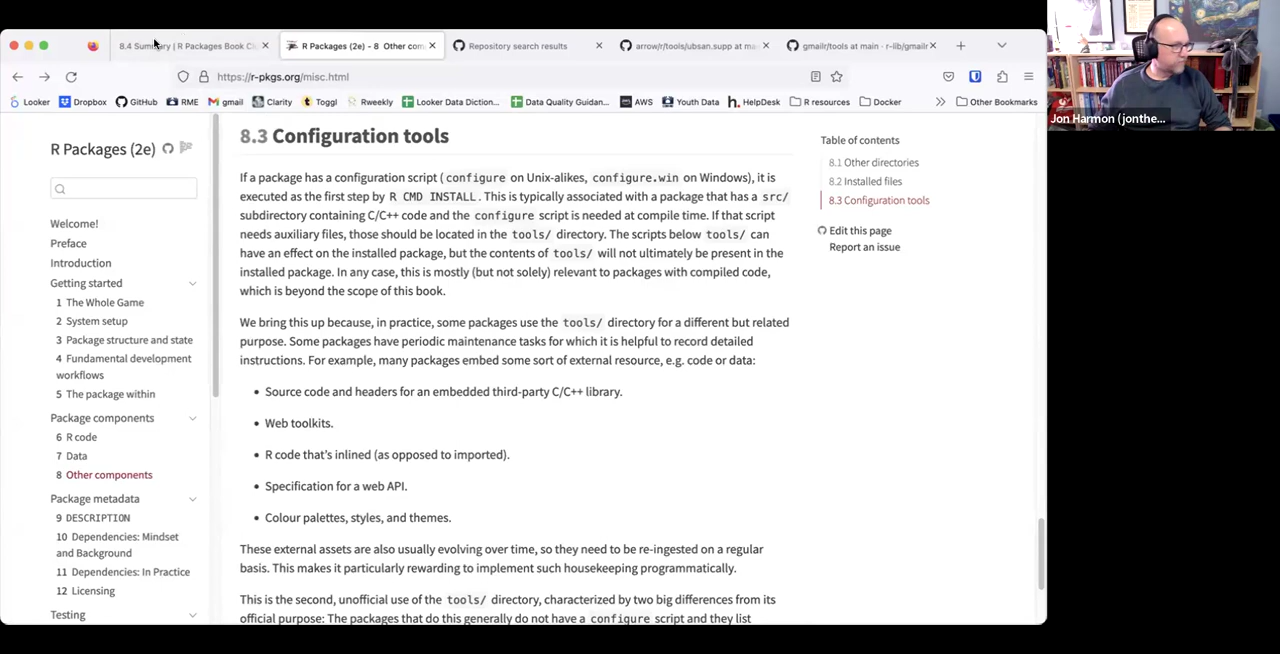 8.4 Summary | R Packages Book Cl
R Packages (2e) - 8 Other com
Repository search results
arrow/r/tools/ubsan.supp at ma
gmailr/tools at main · r-lib/gmailr
https://r-pkgs.org/misc.html
Looker
Dropbox
GitHub
RME
gmail
Clarity
Toggl
Rweekly
Looker Data Diction...
Data Quality Guidan...
AWS
Youth Data
h. HelpDesk
R resources
Docker
Other Bookmarks
Jon Harmon (jonthe...
R Packages (2e)
Welcome!
Preface
Introduction
Getting started
1 The Whole Game
2 System setup
3 Package structure and state
4 Fundamental development
workflows
5 The package within
Package components
6 R code
7 Data
8 Other components
Package metadata
9 DESCRIPTION
10 Dependencies: Mindset
and Background
11 Dependencies: In Practice
12 Licensing
Testing
8.3 Configuration tools
If a package has a configuration script (configure on Unix-alikes, configure.win on Windows), it is
executed as the first step by R CMD INSTALL. This is typically associated with a package that has a src/
subdirectory containing C/C++ code and the configure script is needed at compile time. If that script
needs auxiliary files, those should be located in the tools/ directory. The scripts below tools/ can
have an effect on the installed package, but the contents of tools/ will not ultimately be present in the
installed package. In any case, this is mostly (but not solely) relevant to packages with compiled code,
which is beyond the scope of this book.
We bring this up because, in practice, some packages use the tools/ directory for a different but related
purpose. Some packages have periodic maintenance tasks for which it is helpful to record detailed
instructions. For example, many packages embed some sort of external resource, e.g. code or data:
• Source code and headers for an embedded third-party C/C++ library.
• Web toolkits.
• R code that's inlined (as opposed to imported).
• Specification for a web API.
• Colour palettes, styles, and themes.
These external assets are also usually evolving over time, so they need to be re-ingested on a regular
basis. This makes it particularly rewarding to implement such housekeeping programmatically.
This is the second, unofficial use of the tools/ directory, characterized by two big differences from its
official purpose: The packages that do this generally do not have a configure script and they list
Table of contents
8.1 Other directories
8.2 Installed files
8.3 Configuration tools
Edit this page
Report an issue